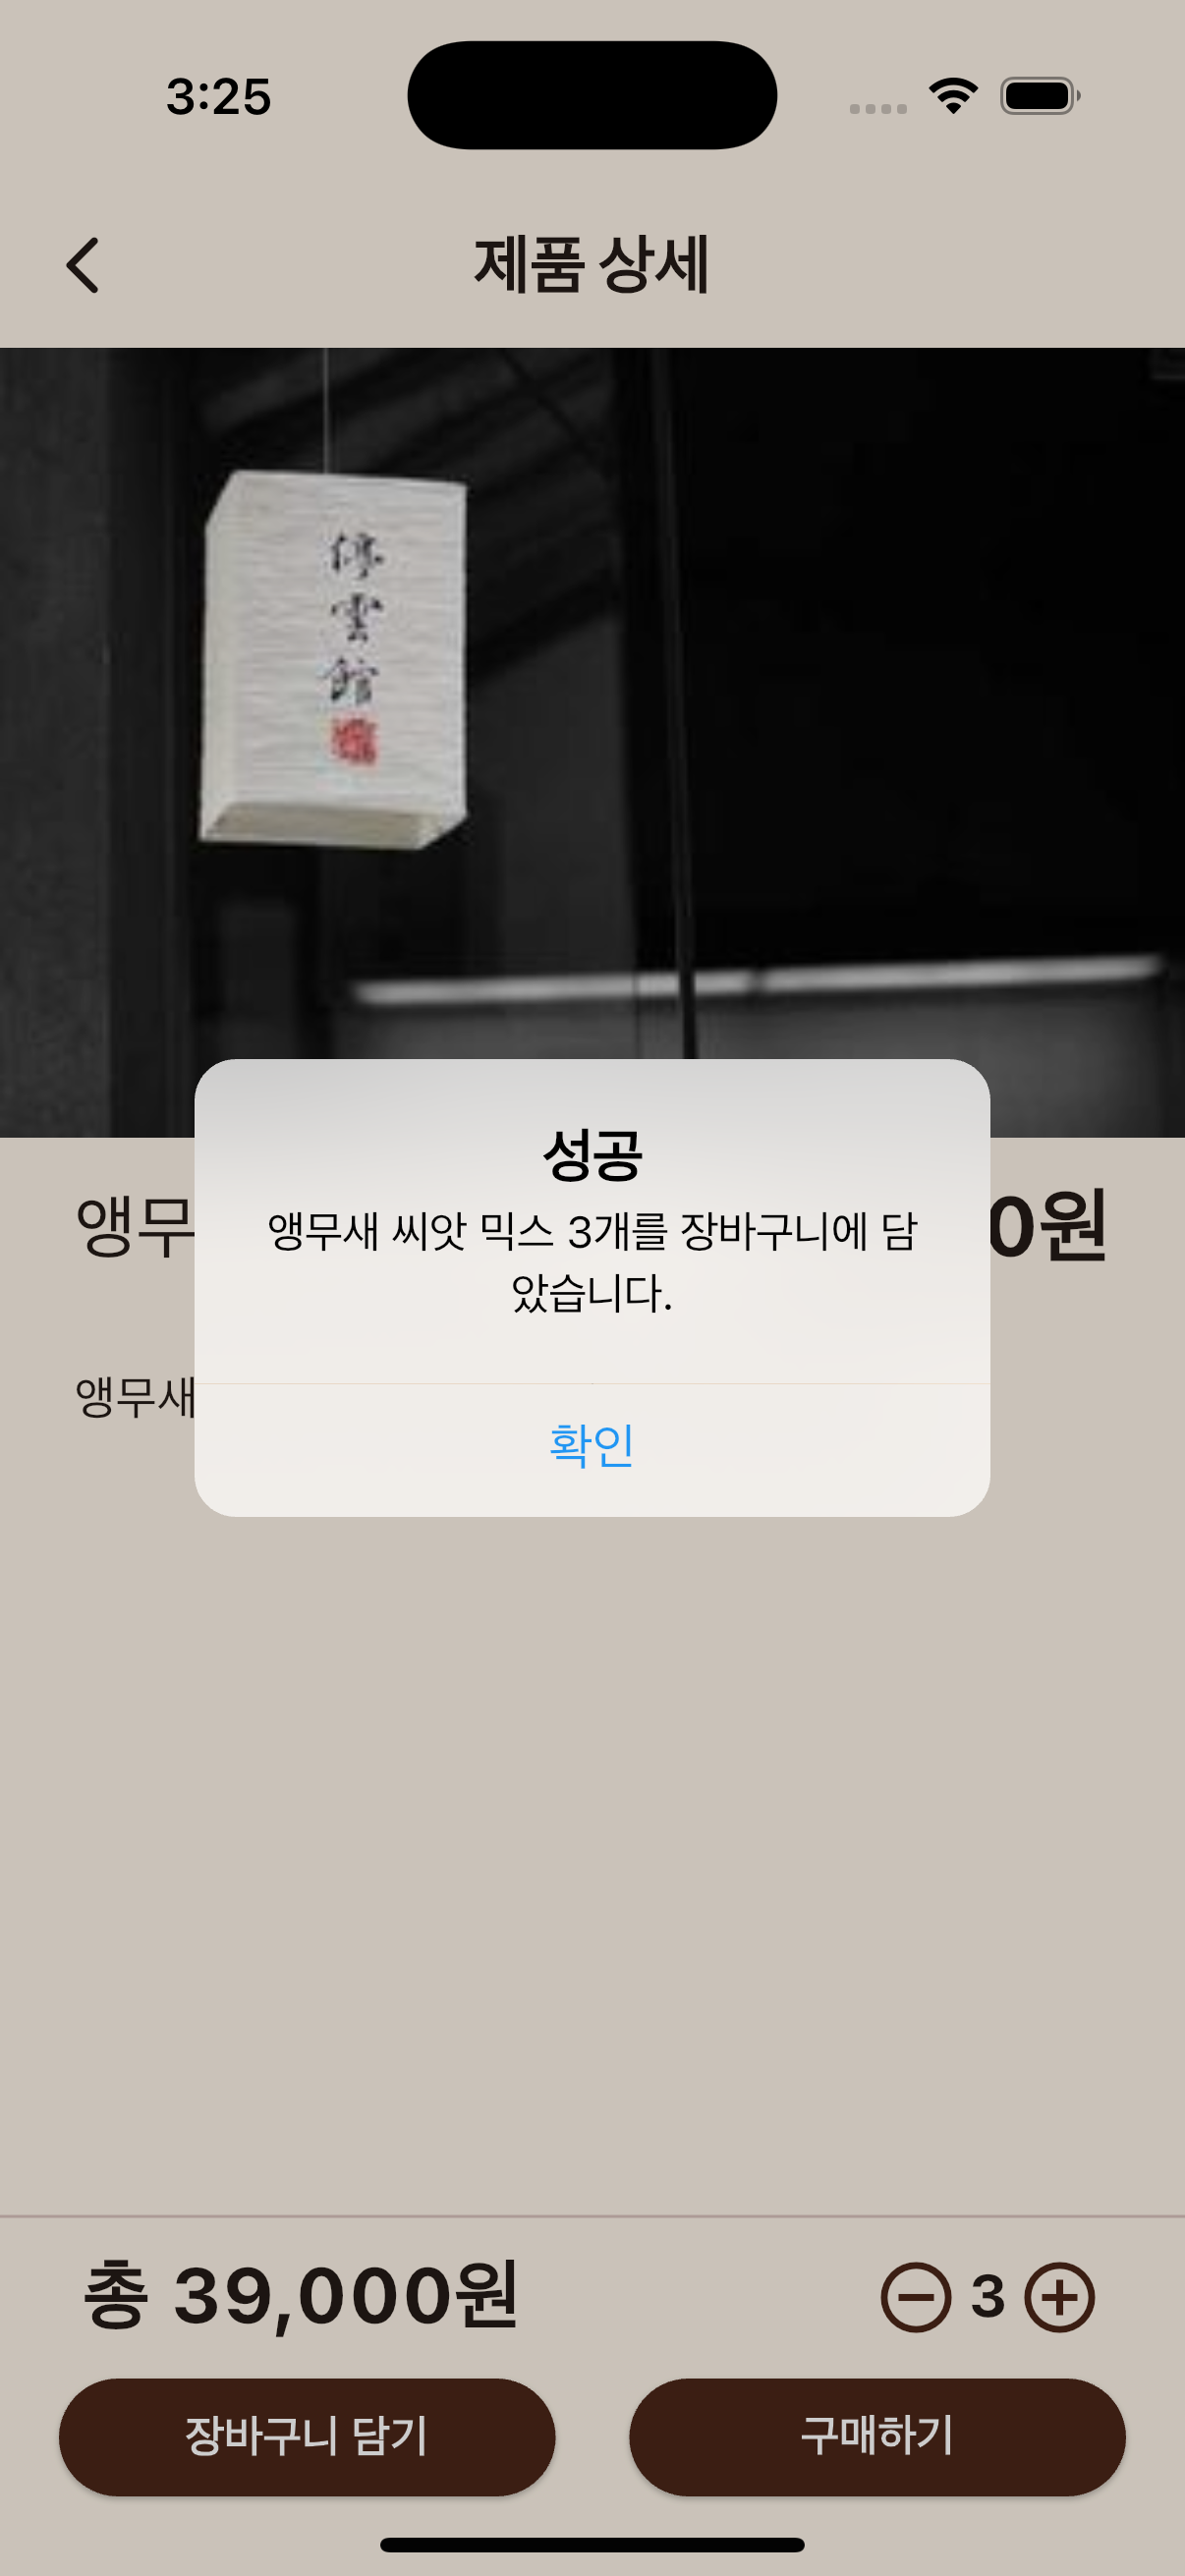 3:25
제품 상세
停
雲
館
성공
앵무새 씨앗 믹스 3개를 장바구니에 담
았습니다.
앵무
0원
앵무새
확인
총 39,000원
3
장바구니 담기
구매하기